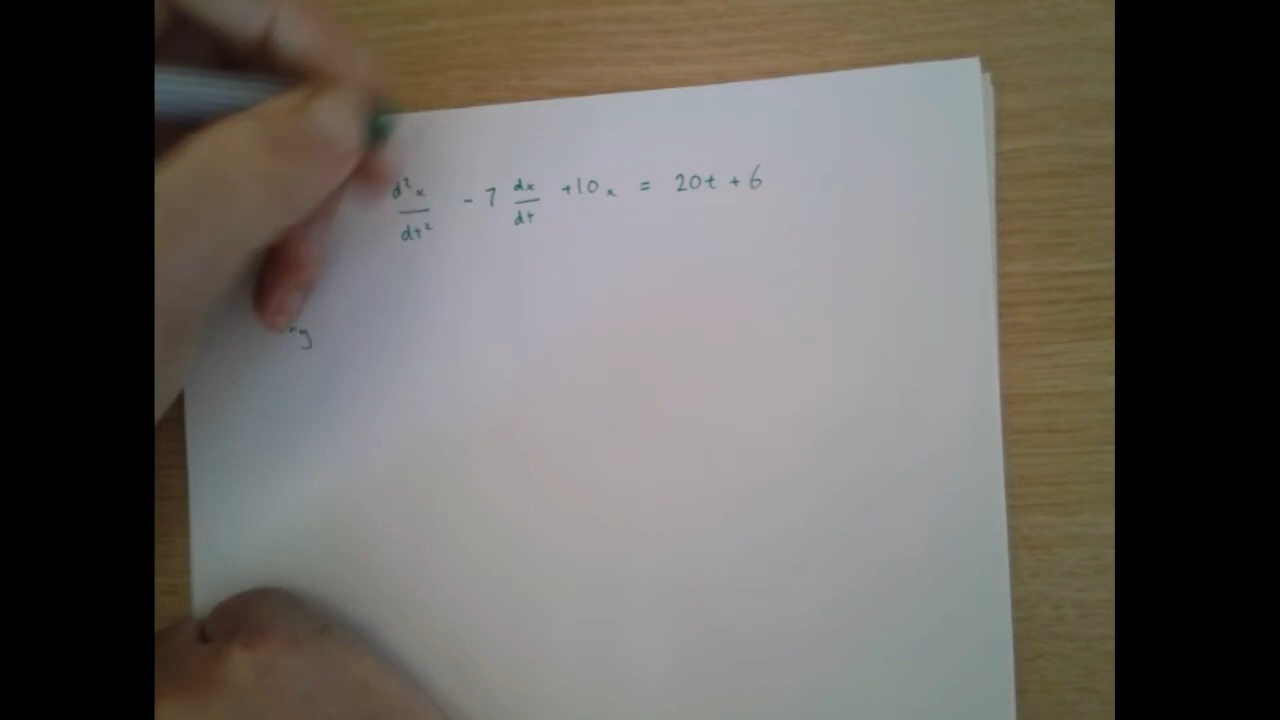 d²x/dt² - 7 dx/dt + 10x = 20t + 6